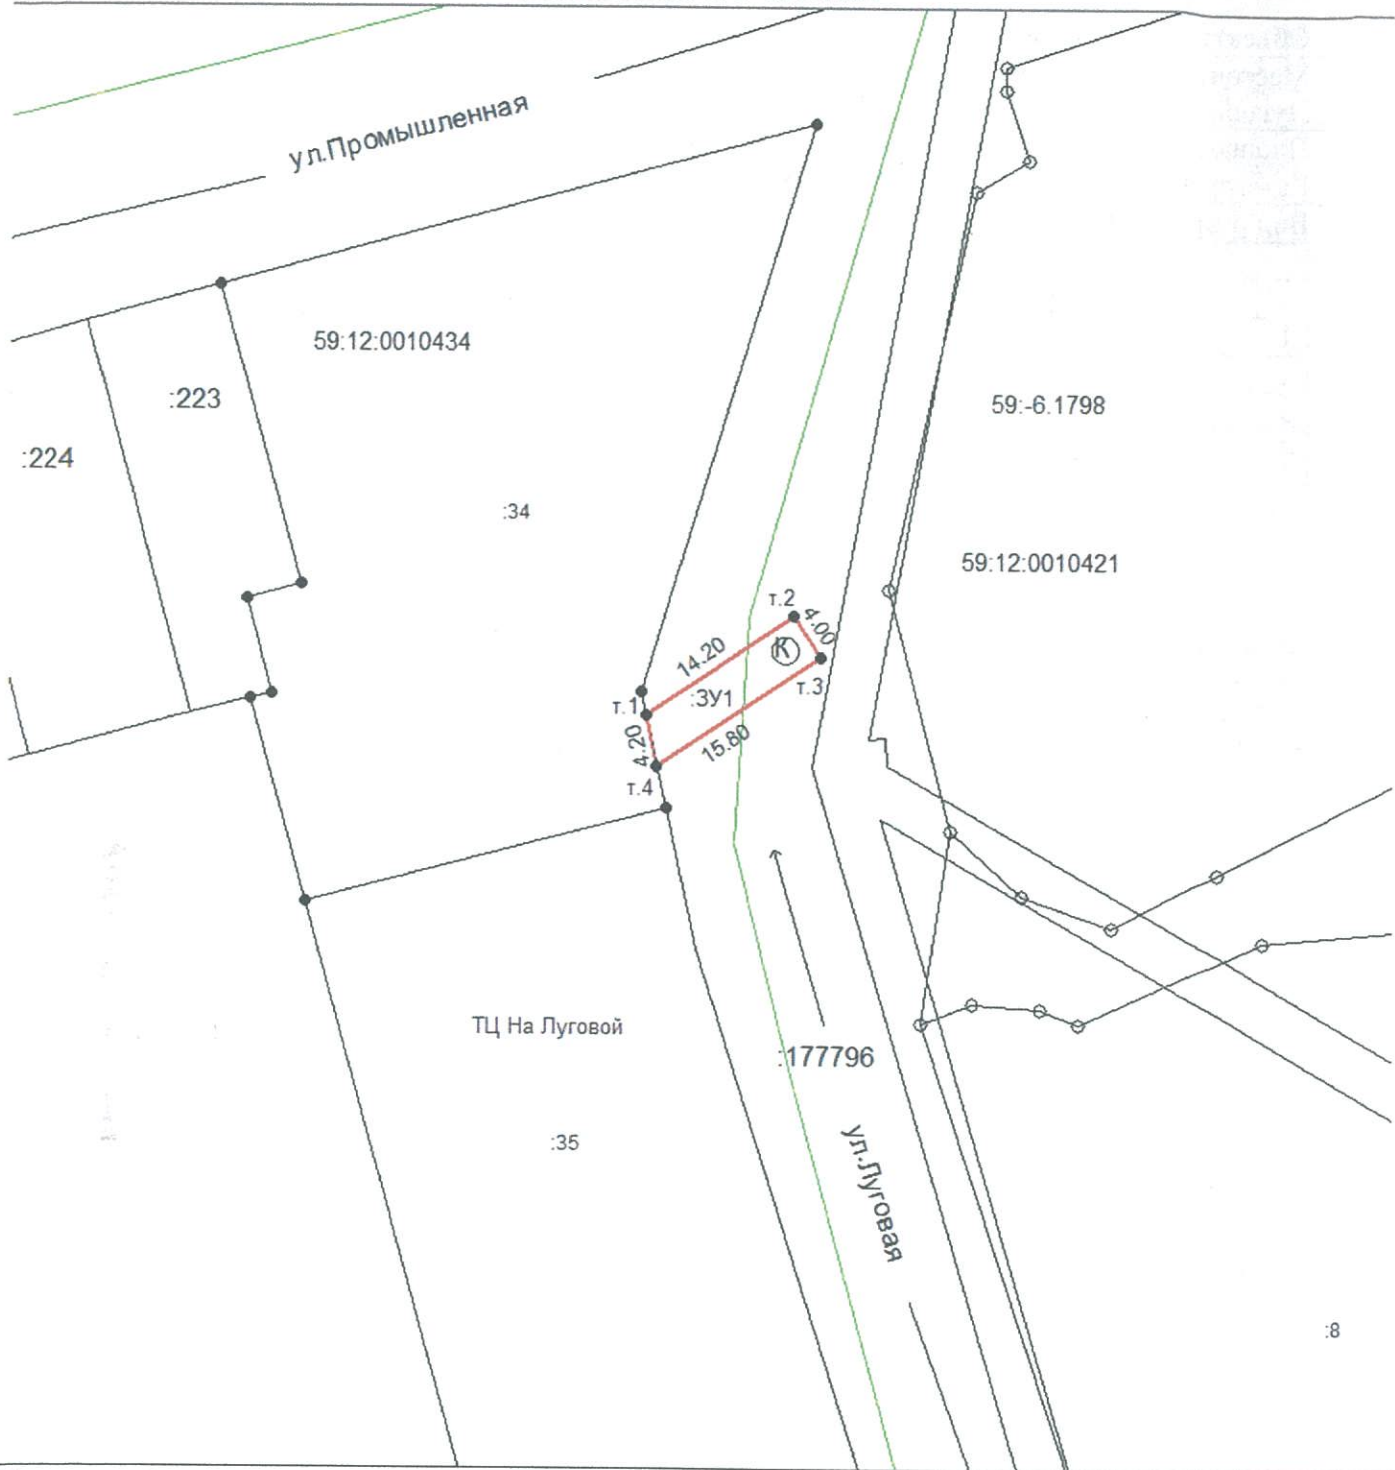 ул.Промышленная
59:12:0010434
:223
59:-6.1798
:224
:34
59:12:0010421
т.2
4.00
14.20
К
т.3
:ЗУ1
т.1
4.20
15.80
т.4
ТЦ На Луговой
:177796
:35
ул.Луговая
:8